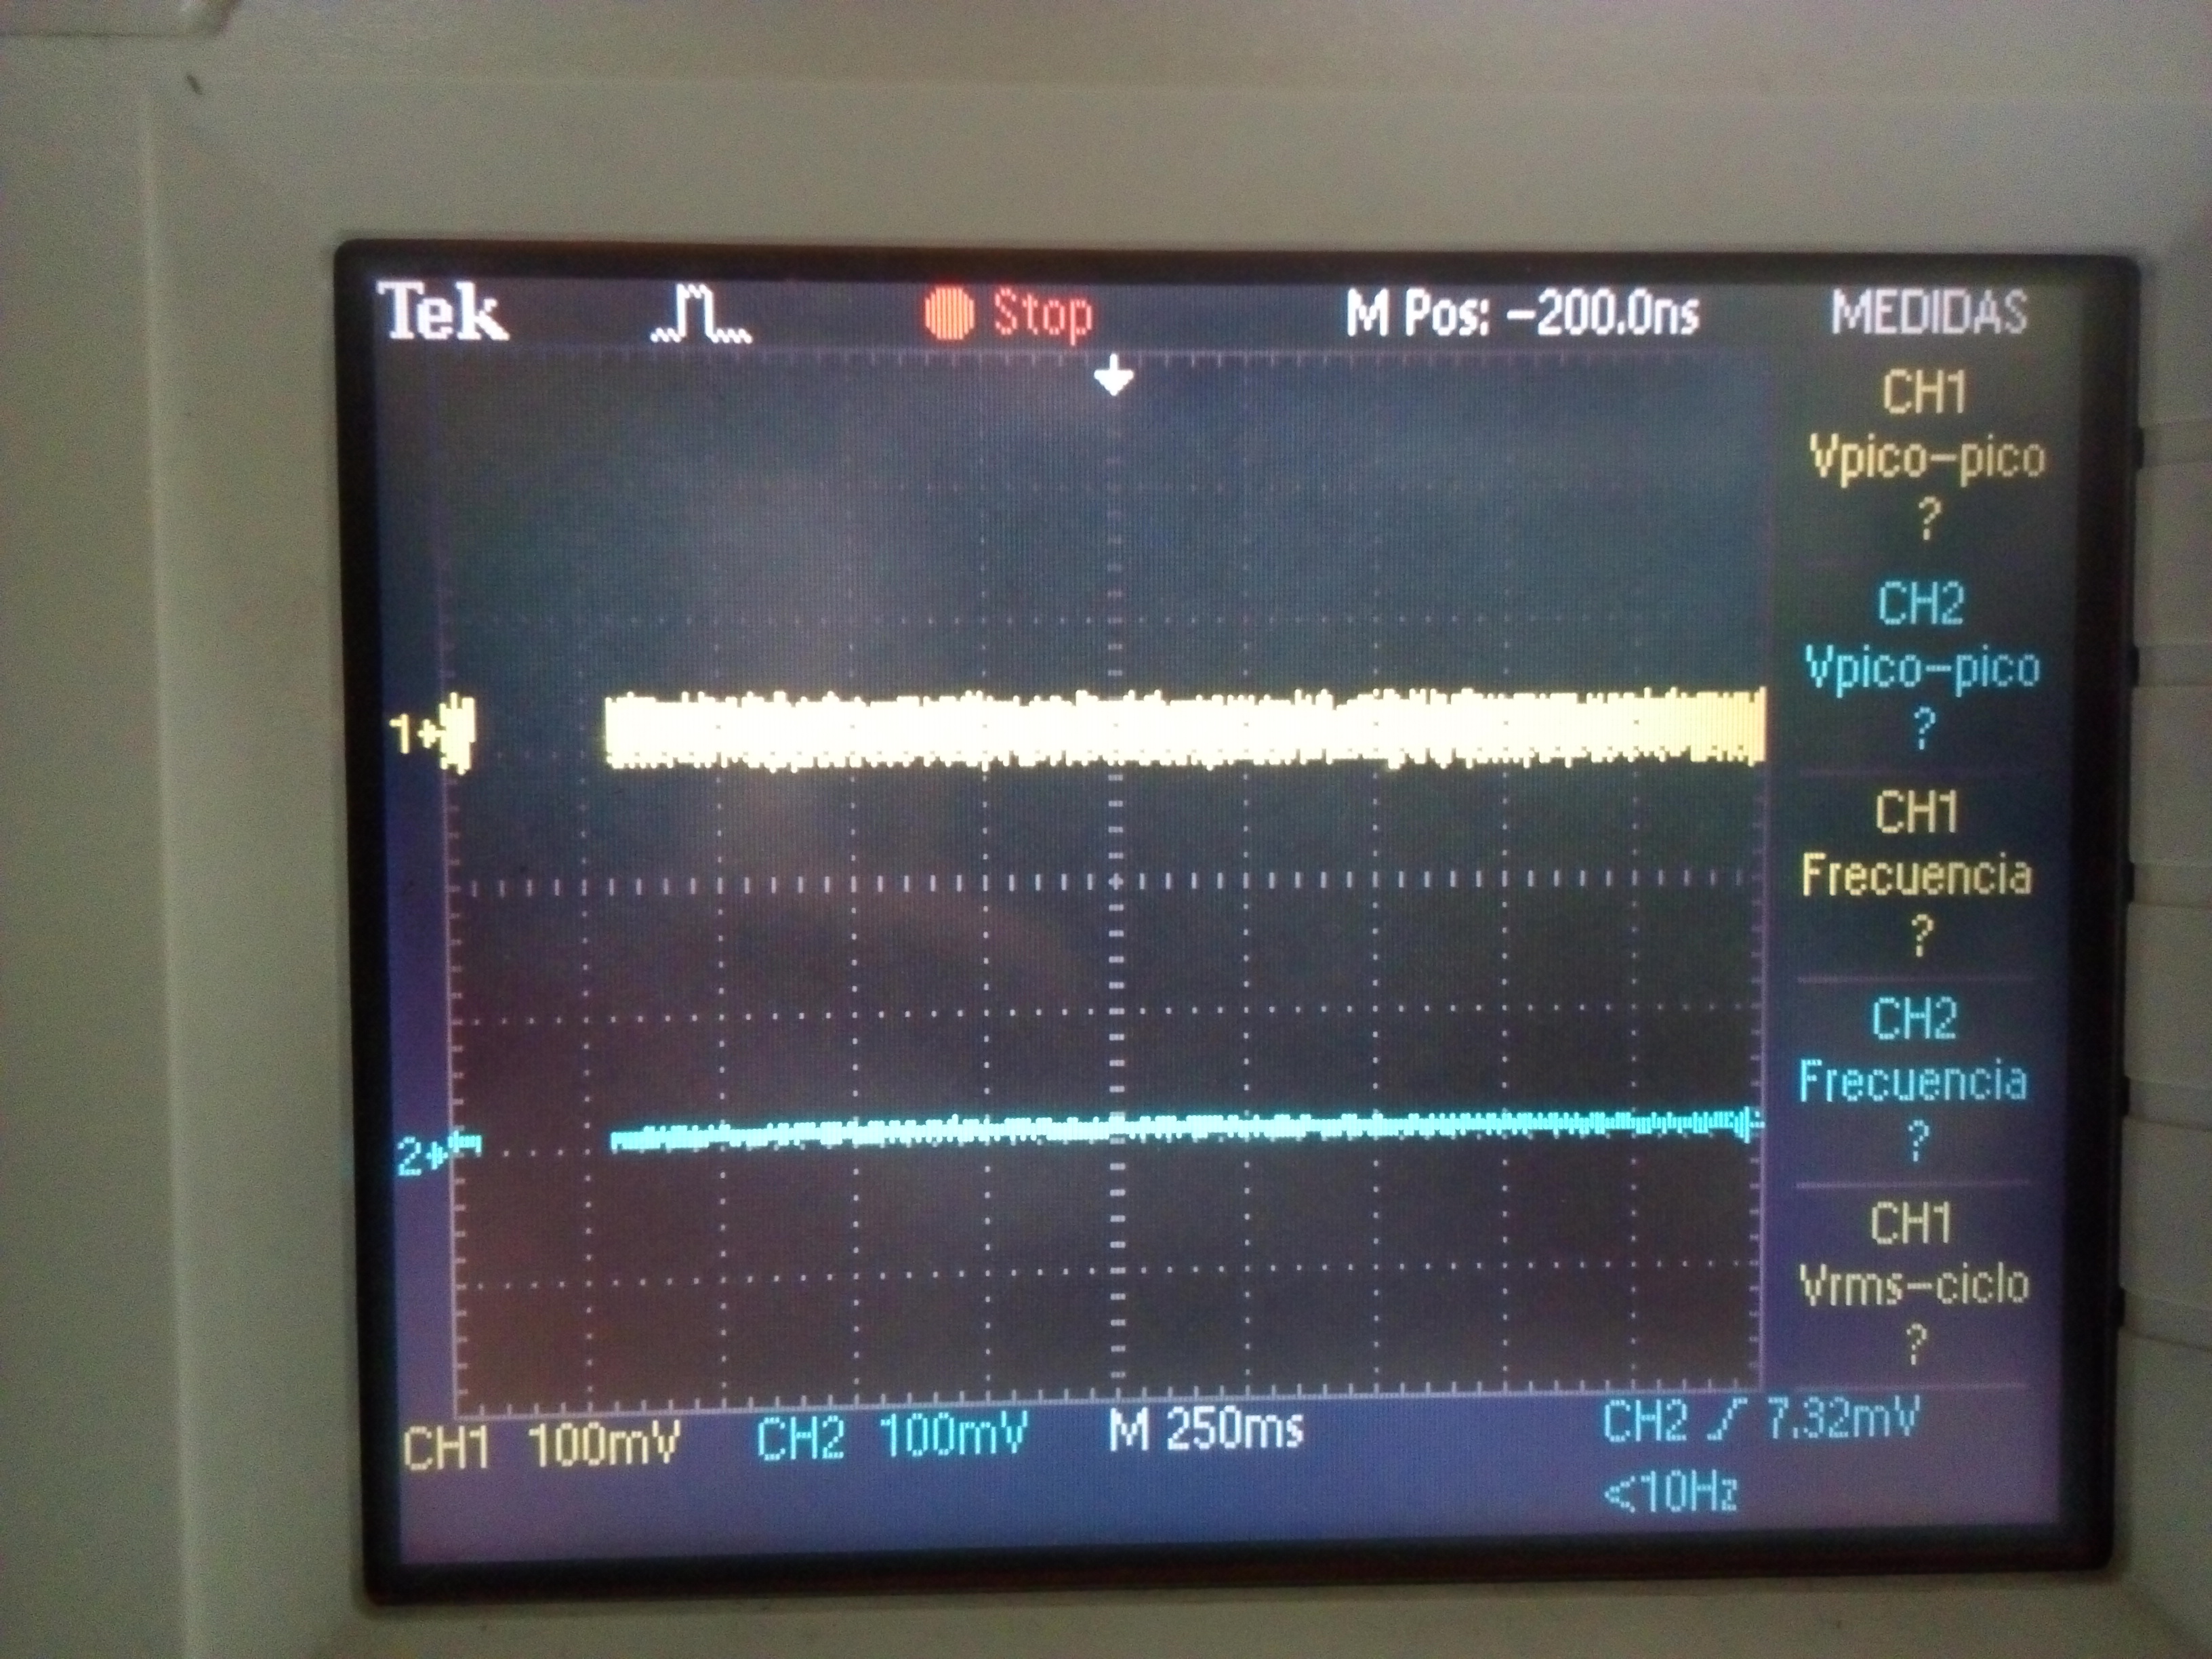 Tek Stop M Pos: -200.0ns MEDIDAS
CH1
Vpico-pico
?
CH2
Vpico-pico
?
CH1
Frecuencia
?
CH2
Frecuencia
?
CH1
Vrms-ciclo
?
1
2
CH1 100mV CH2 100mV M 250ms CH2 7.32mV
<10Hz